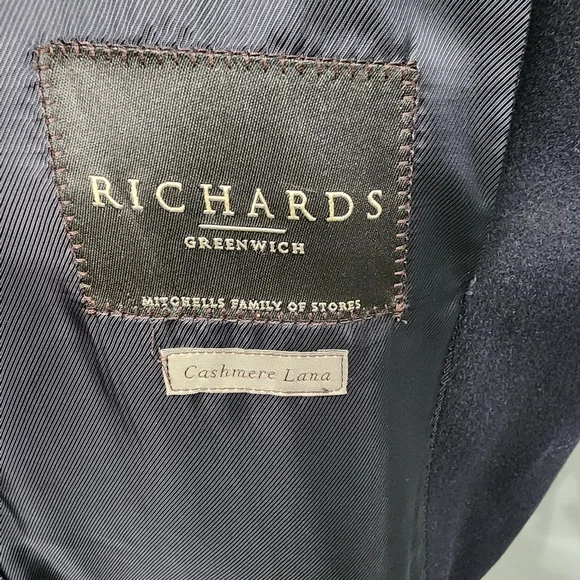 RICHARDS
GREENWICH
MITCHELLS FAMILY OF STORES
Cashmere Lana